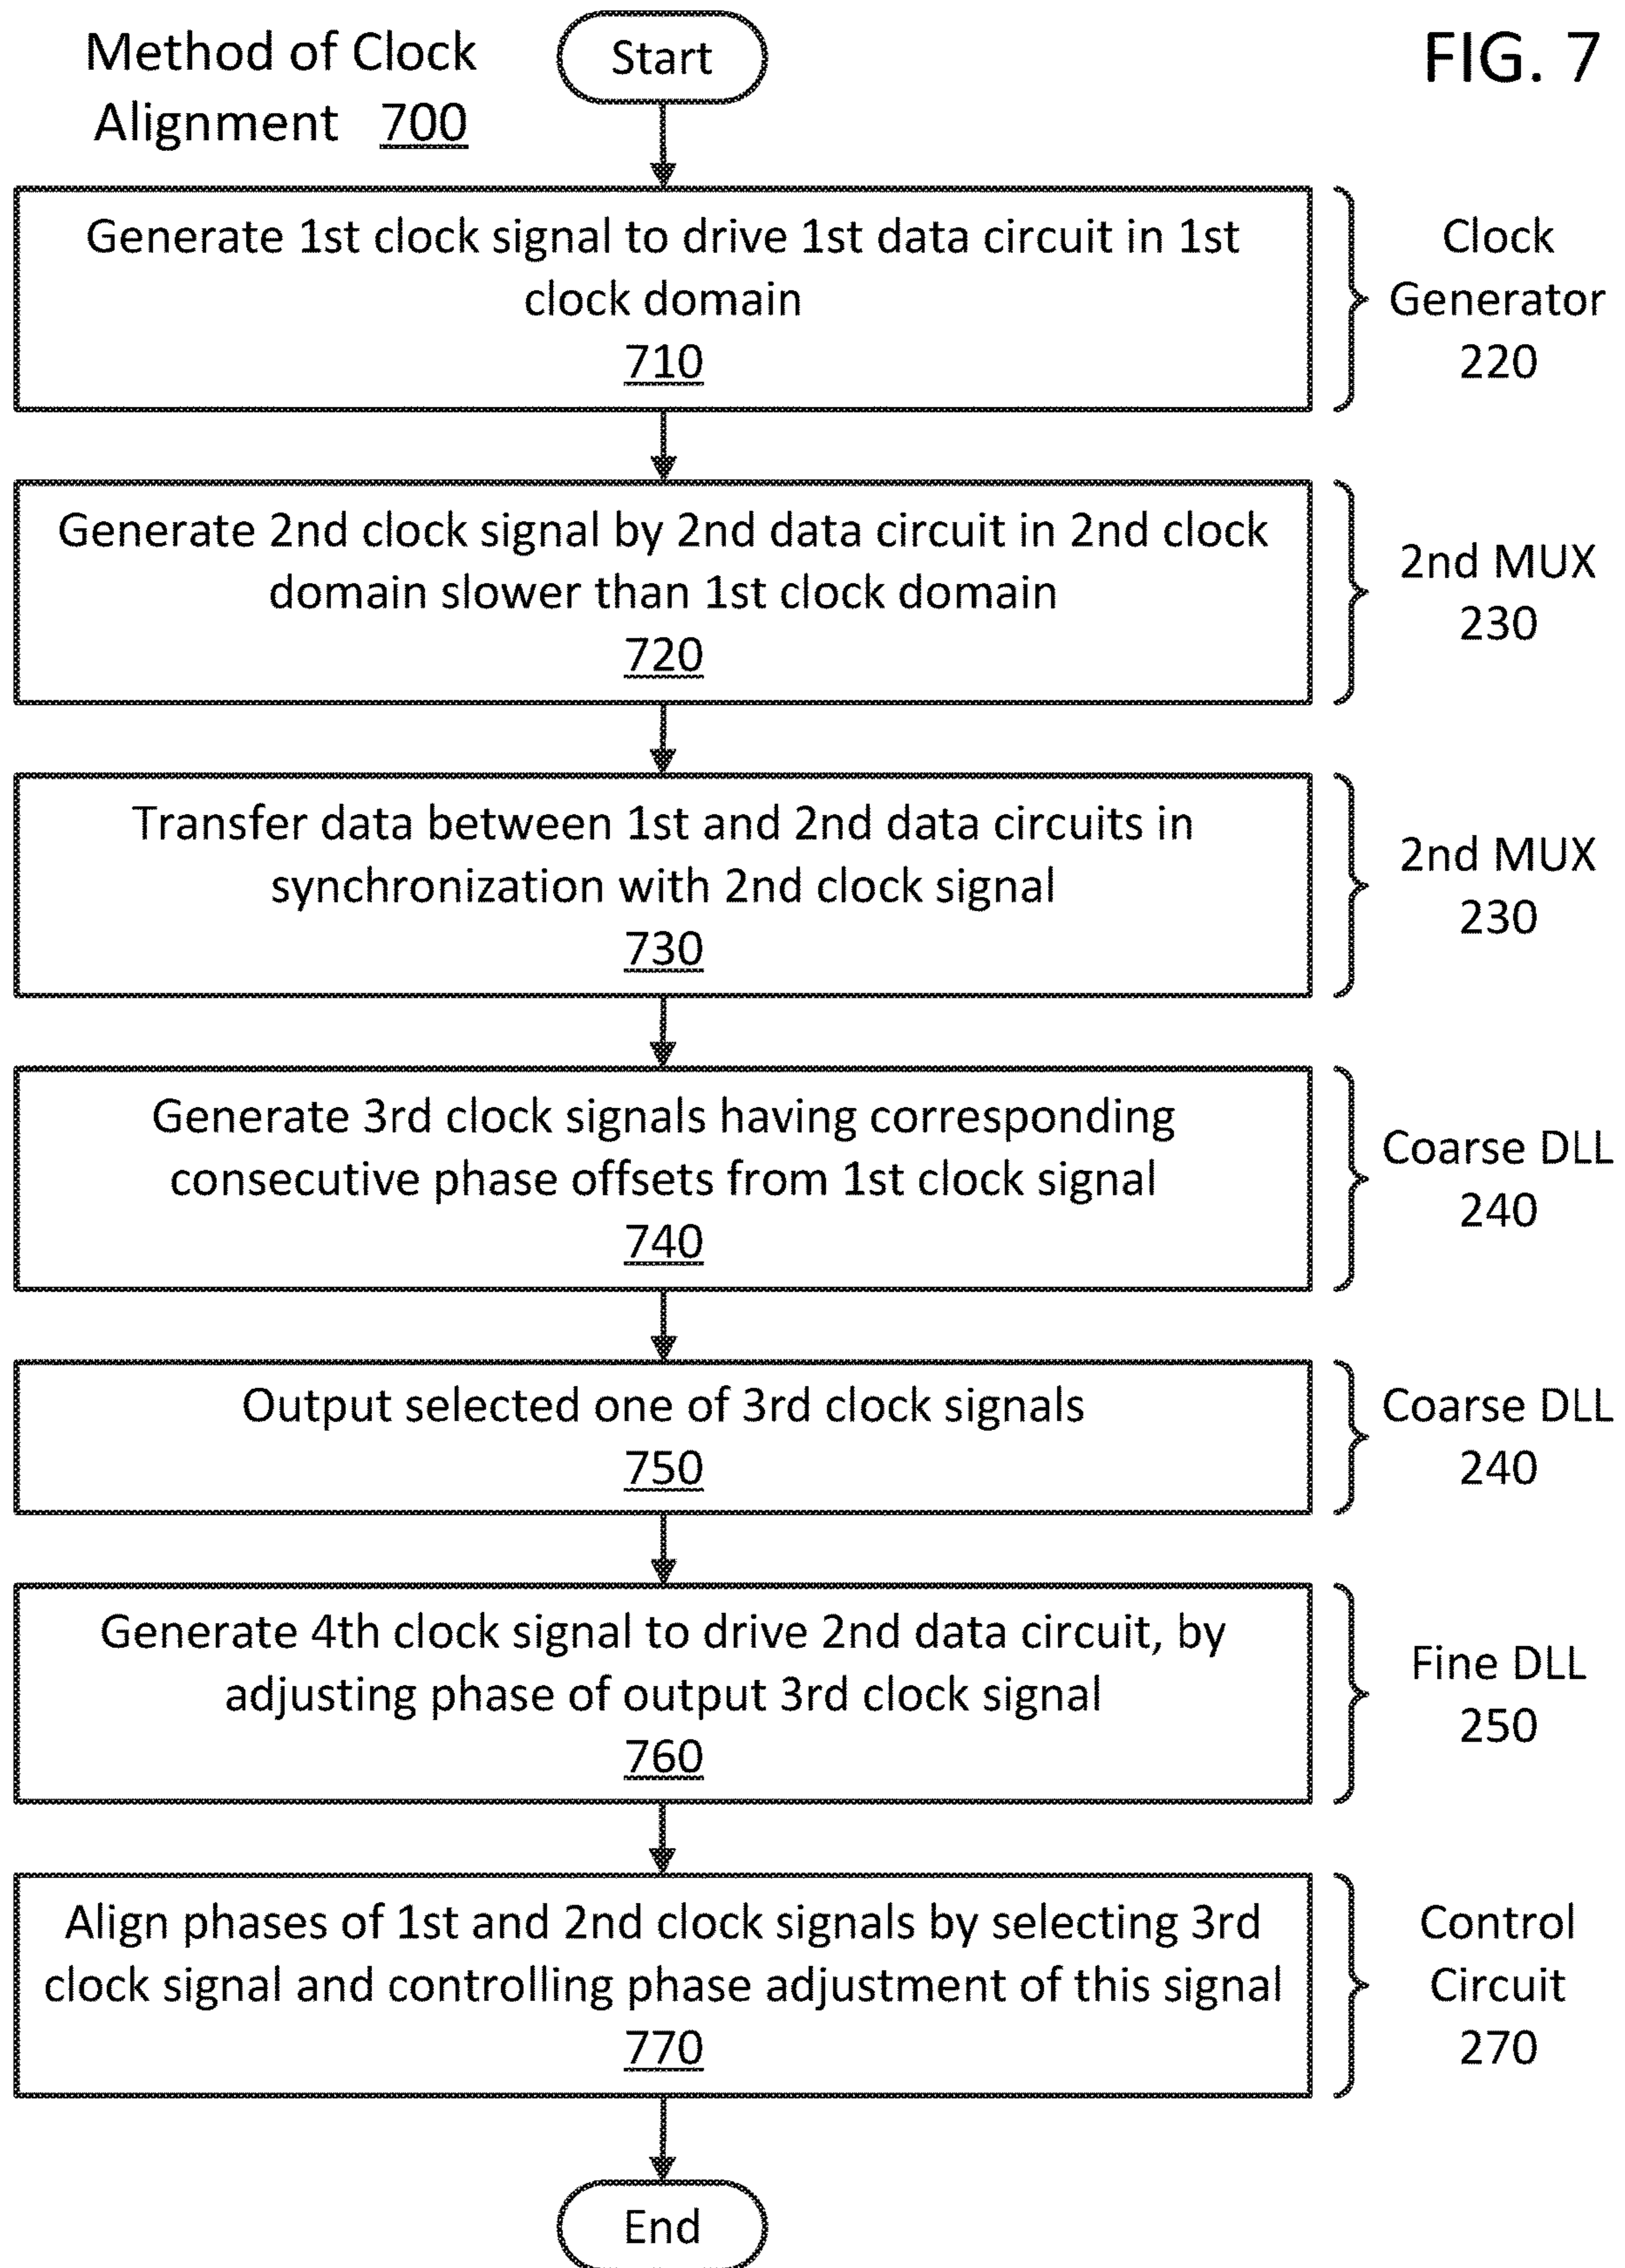 Method of Clock
Alignment 700
Start
FIG. 7
Generate 1st clock signal to drive 1st data circuit in 1st
clock domain
710
Clock
Generator
220
Generate 2nd clock signal by 2nd data circuit in 2nd clock
domain slower than 1st clock domain
720
2nd MUX
230
Transfer data between 1st and 2nd data circuits in
synchronization with 2nd clock signal
730
2nd MUX
230
Generate 3rd clock signals having corresponding
consecutive phase offsets from 1st clock signal
740
Coarse DLL
240
Output selected one of 3rd clock signals
750
Coarse DLL
240
Generate 4th clock signal to drive 2nd data circuit, by
adjusting phase of output 3rd clock signal
760
Fine DLL
250
Align phases of 1st and 2nd clock signals by selecting 3rd
clock signal and controlling phase adjustment of this signal
770
Control
Circuit
270
End